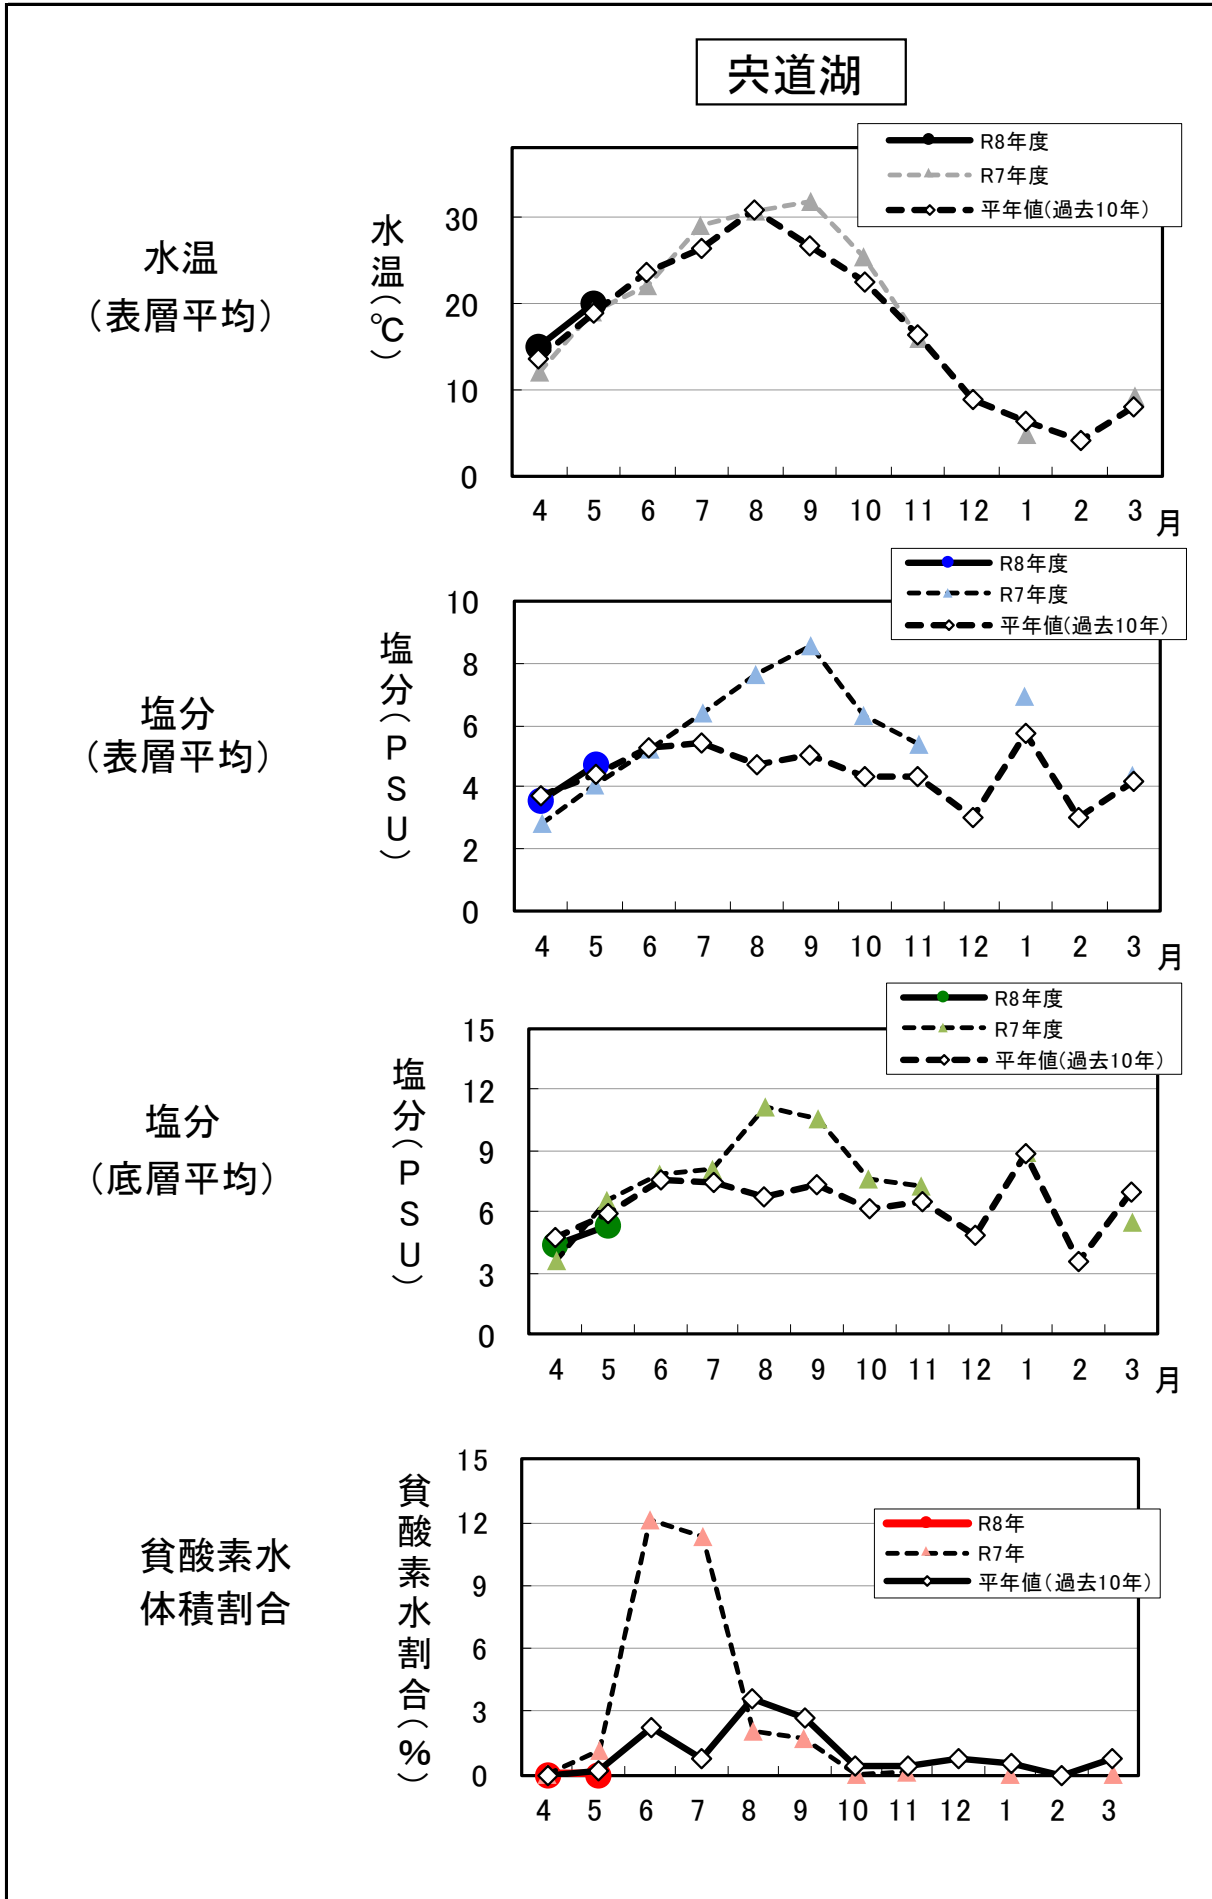 宍道湖
水温
（表層平均）
水温（℃）
R8年度
R7年度
平年値(過去10年)
30
20
10
0
4 5 6 7 8 9 10 11 12 1 2 3 月
塩分
（表層平均）
塩分（PSU）
R8年度
R7年度
平年値(過去10年)
10
8
6
4
2
0
4 5 6 7 8 9 10 11 12 1 2 3 月
塩分
（底層平均）
塩分（PSU）
R8年度
R7年度
平年値(過去10年)
15
12
9
6
3
0
4 5 6 7 8 9 10 11 12 1 2 3 月
貧酸素水
体積割合
貧酸素水割合（%）
R8年
R7年
平年値(過去10年)
15
12
9
6
3
0
4 5 6 7 8 9 10 11 12 1 2 3